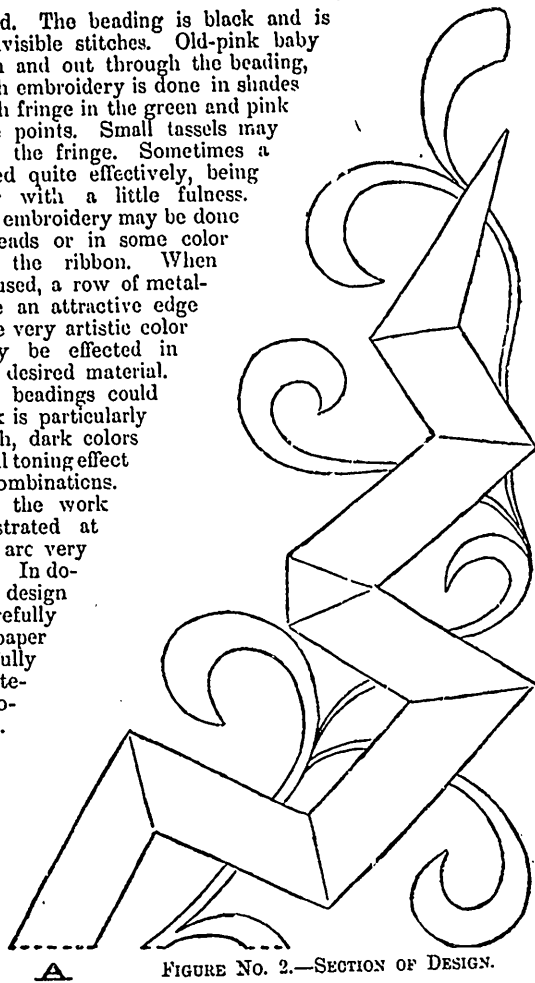 d. The beading is black and is
visible stitches. Old-pink baby
and out through the beading,
embroidery is done in shades
h fringe in the green and pink
points. Small tassels may
the fringe. Sometimes a
ed quite effectively, being
with a little fulness.
embroidery may be done
eads or in some color
the ribbon. When
used, a row of metal-
e an attractive edge
e very artistic color
y be effected in
desired material.
beadings could
k is particularly
h, dark colors
l toning effect
ombinations.
the work
strated at
arc very
In do-
design
refully
paper
ully
te-
o-
.
A
FIGURE No. 2.—SECTION OF DESIGN.